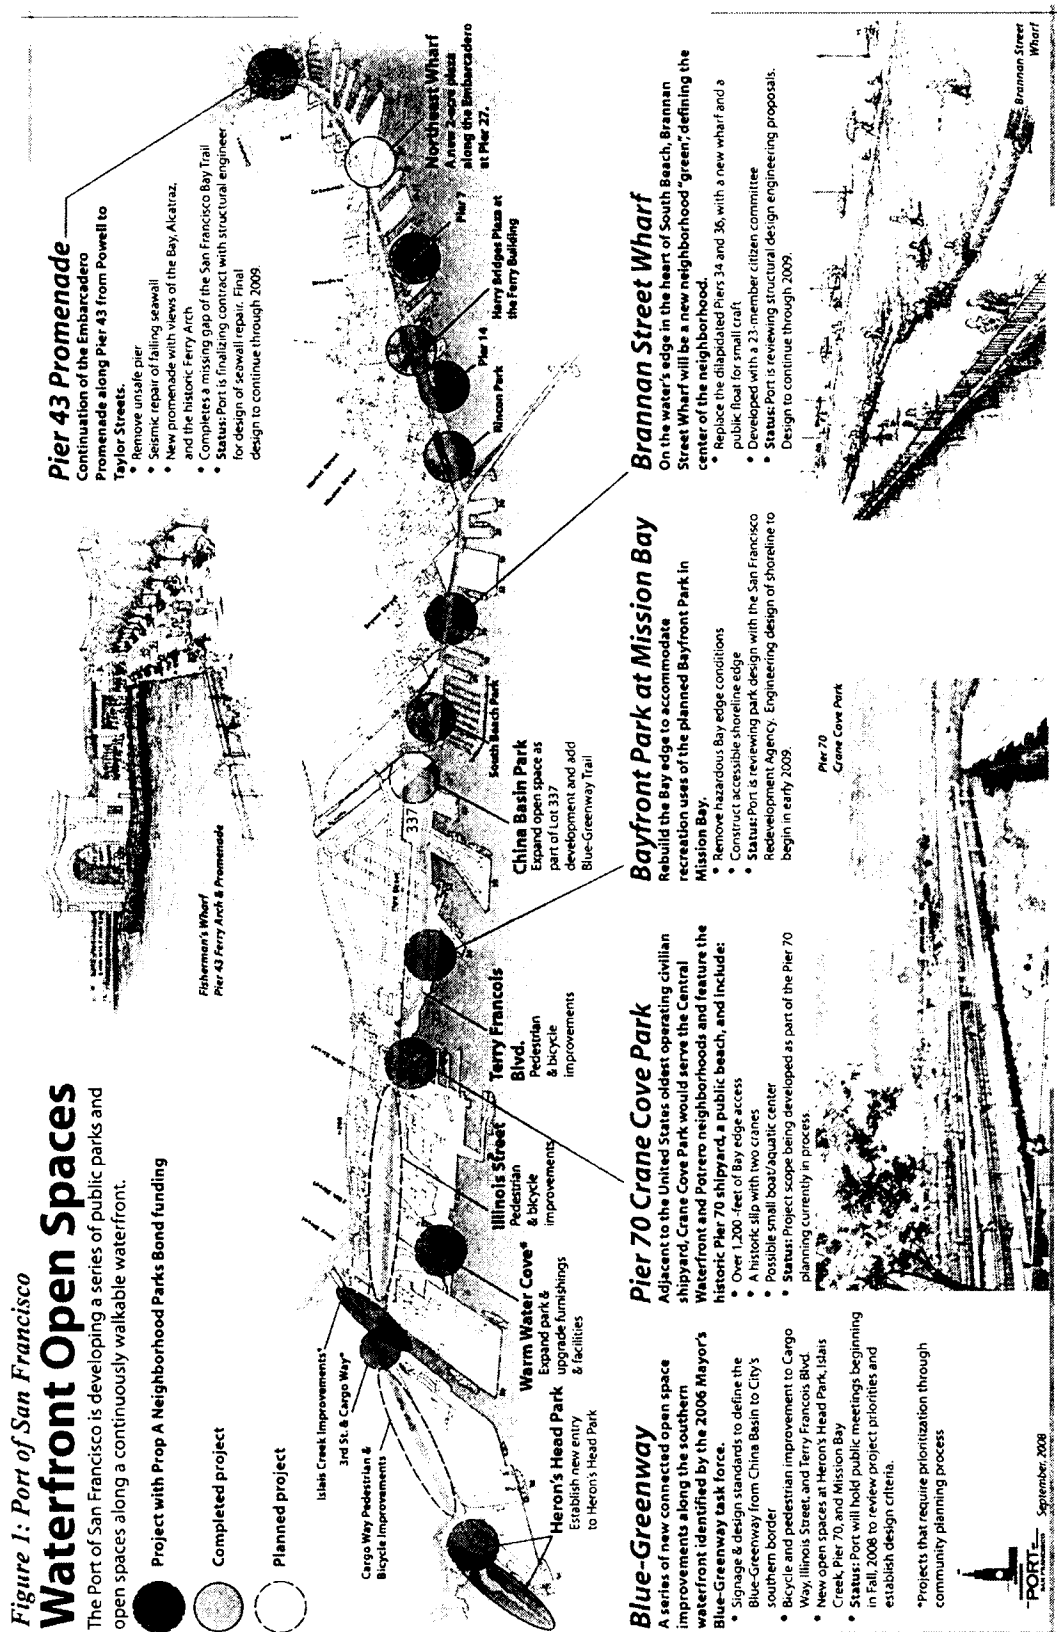 Figure 1: Port of San Francisco
Waterfront Open Spaces
The Port of San Francisco is developing a series of public parks and
open spaces along a continuously walkable waterfront.
Project with Prop A Neighborhood Parks Bond funding
Completed project
Planned project
Fisherman's Wharf
Pier 43 Ferry Arch & Promenade
Pier 43 Promenade
Continuation of the Embarcadero
Promenade along Pier 43 from Powell to
Taylor Streets.
• Remove unsafe pier
• Seismic repair of failing seawall
• New promenade with views of the Bay, Alcatraz,
and the historic Ferry Arch
• Completes a missing gap of the San Francisco Bay Trail
• Status: Port is finalizing contract with structural engineer
for design of seawall repair. Final
design to continue through 2009.
Islais Creek Improvements*
3rd St. & Cargo Way*
Cargo Way Pedestrian &
Bicycle Improvements
Heron's Head Park
Establish new entry
to Heron's Head Park
Warm Water Cove*
Expand park &
upgrade furnishings
& facilities
Illinois Street
Pedestrian
& bicycle
improvements
Terry Francois
Blvd.
Pedestrian
& bicycle
improvements
337
China Basin Park
Expand open space as
part of Lot 337
development and add
Blue-Greenway Trail
South Beach Park
Rincon Park
Pier 14
Harry Bridges Plaza at
the Ferry Building
Pier 7
Northeast Wharf
A new 2-acre plaza
along the Embarcadero
at Pier 27.
Blue-Greenway
A series of new connected open space
improvements along the southern
waterfront identified by the 2006 Mayor's
Blue-Greenway task force.
• Signage & design standards to define the
Blue-Greenway from China Basin to City's
southern border
• Bicycle and pedestrian improvement to Cargo
Way, Illinois Street, and Terry Francois Blvd.
• New open spaces at Heron's Head Park, Islais
Creek, Pier 70, and Mission Bay
• Status: Port will hold public meetings beginning
in Fall, 2008 to review project priorities and
establish design criteria.
*Projects that require prioritization through
community planning process
PORT
SAN FRANCISCO
September, 2008
Pier 70 Crane Cove Park
Adjacent to the United States oldest operating civilian
shipyard, Crane Cove Park would serve the Central
Waterfront and Potrero neighborhoods and feature the
historic Pier 70 shipyard, a public beach, and include:
• Over 1,200-feet of Bay edge access
• A historic slip with two cranes
• Possible small boat/aquatic center
• Status: Project scope being developed as part of the Pier 70
planning currently in process.
Pier 70
Crane Cove Park
Bayfront Park at Mission Bay
Rebuild the Bay edge to accommodate
recreation uses of the planned Bayfront Park in
Mission Bay.
• Remove hazardous Bay edge conditions
• Construct accessible shoreline edge
• Status: Port is reviewing park design with the San Francisco
Redevelopment Agency. Engineering design of shoreline to
begin in early 2009.
Brannan Street Wharf
On the water's edge in the heart of South Beach, Brannan
Street Wharf will be a new neighborhood "green", defining the
center of the neighborhood.
• Replace the dilapidated Piers 34 and 36, with a new wharf and a
public float for small craft
• Developed with a 23-member citizen committee
• Status: Port is reviewing structural design engineering proposals.
Design to continue through 2009.
Brannan Street
Wharf